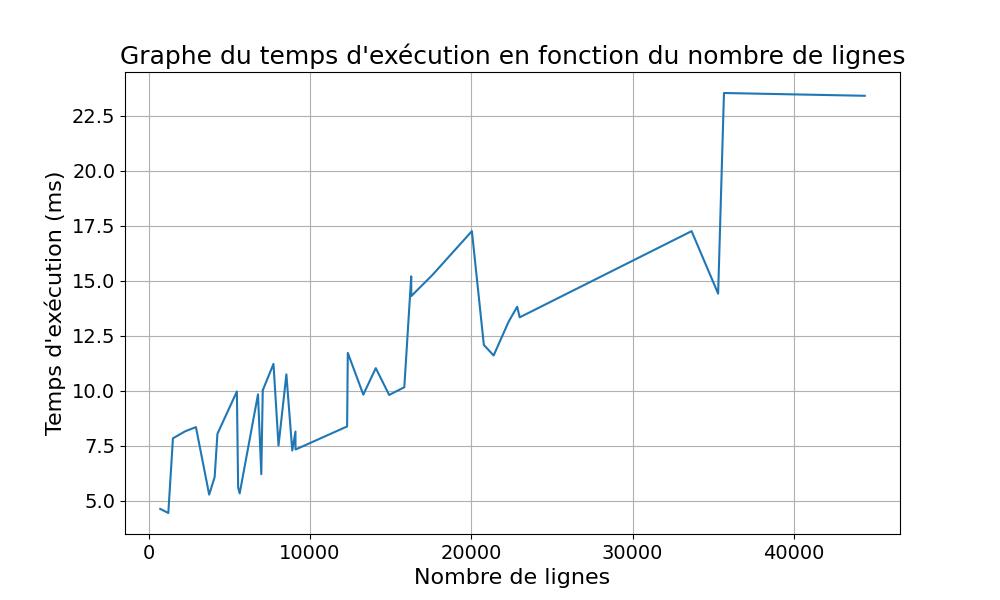 Graphe du temps d'exécution en fonction du nombre de lignes
Temps d'exécution (ms)
22.5
20.0
17.5
15.0
12.5
10.0
7.5
5.0
0 10000 20000 30000 40000
Nombre de lignes